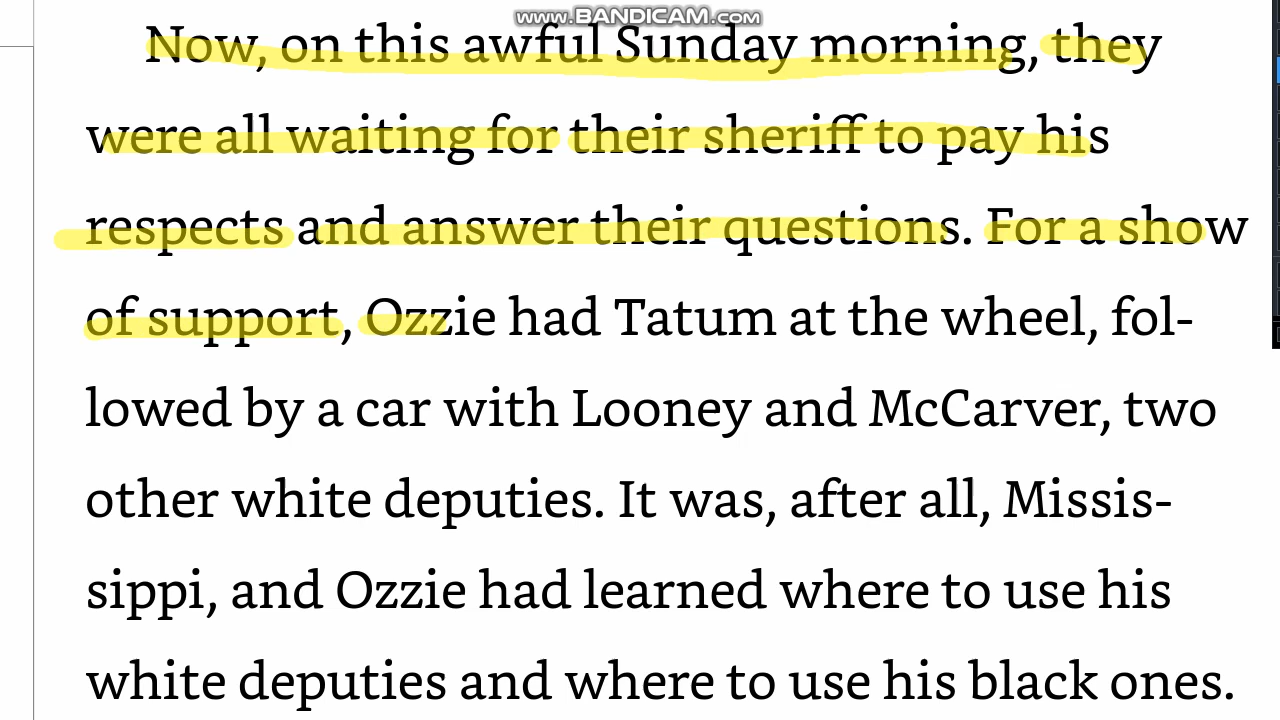 www.BANDICAM.com
Now, on this awful Sunday morning, they
were all waiting for their sheriff to pay his
respects and answer their questions. For a show
of support, Ozzie had Tatum at the wheel, fol-
lowed by a car with Looney and McCarver, two
other white deputies. It was, after all, Missis-
sippi, and Ozzie had learned where to use his
white deputies and where to use his black ones.